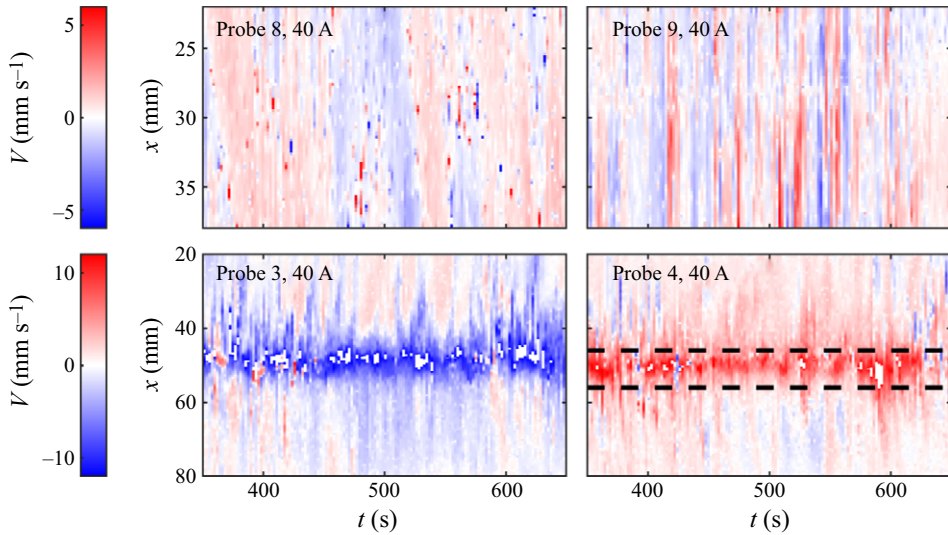 5
0
–5
V (mm s⁻¹)
Probe 8, 40 A
25
30
35
x (mm)
Probe 9, 40 A
10
0
–10
V (mm s⁻¹)
Probe 3, 40 A
20
40
60
80
x (mm)
400
500
600
t (s)
Probe 4, 40 A
400
500
600
t (s)